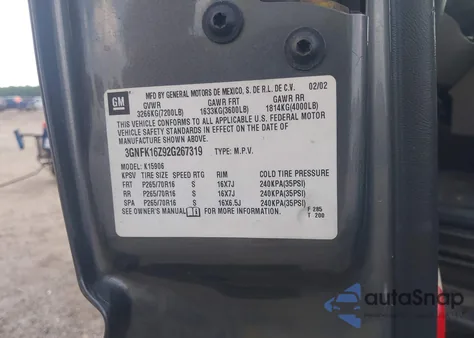 GM
MFD BY GENERAL MOTORS DE MEXICO, S. DE R.L. DE C.V. 02/02
GVWR GAWR FRT GAWR RR
3266KG(7200LB) 1633KG(3600LB) 1814KG(4000LB)
THIS VEHICLE CONFORMS TO ALL APPLICABLE U.S. FEDERAL MOTOR
VEHICLE SAFETY STANDARDS IN EFFECT ON THE DATE OF
MANUFACTURE SHOWN ABOVE.
3GNFK16Z92G267319 TYPE: M.P.V.
MODEL: K15906
KPSV TIRE SIZE SPEED RTG RIM COLD TIRE PRESSURE
FRT P265/70R16 S 16X7J 240KPA(35PSI)
RR P265/70R16 S 16X7J 240KPA(35PSI)
SPA P265/70R16 S 16X6.5J 240KPA(35PSI)
SEE OWNER'S MANUAL FOR MORE INFORMATION. F 285
T 200
autoSnap